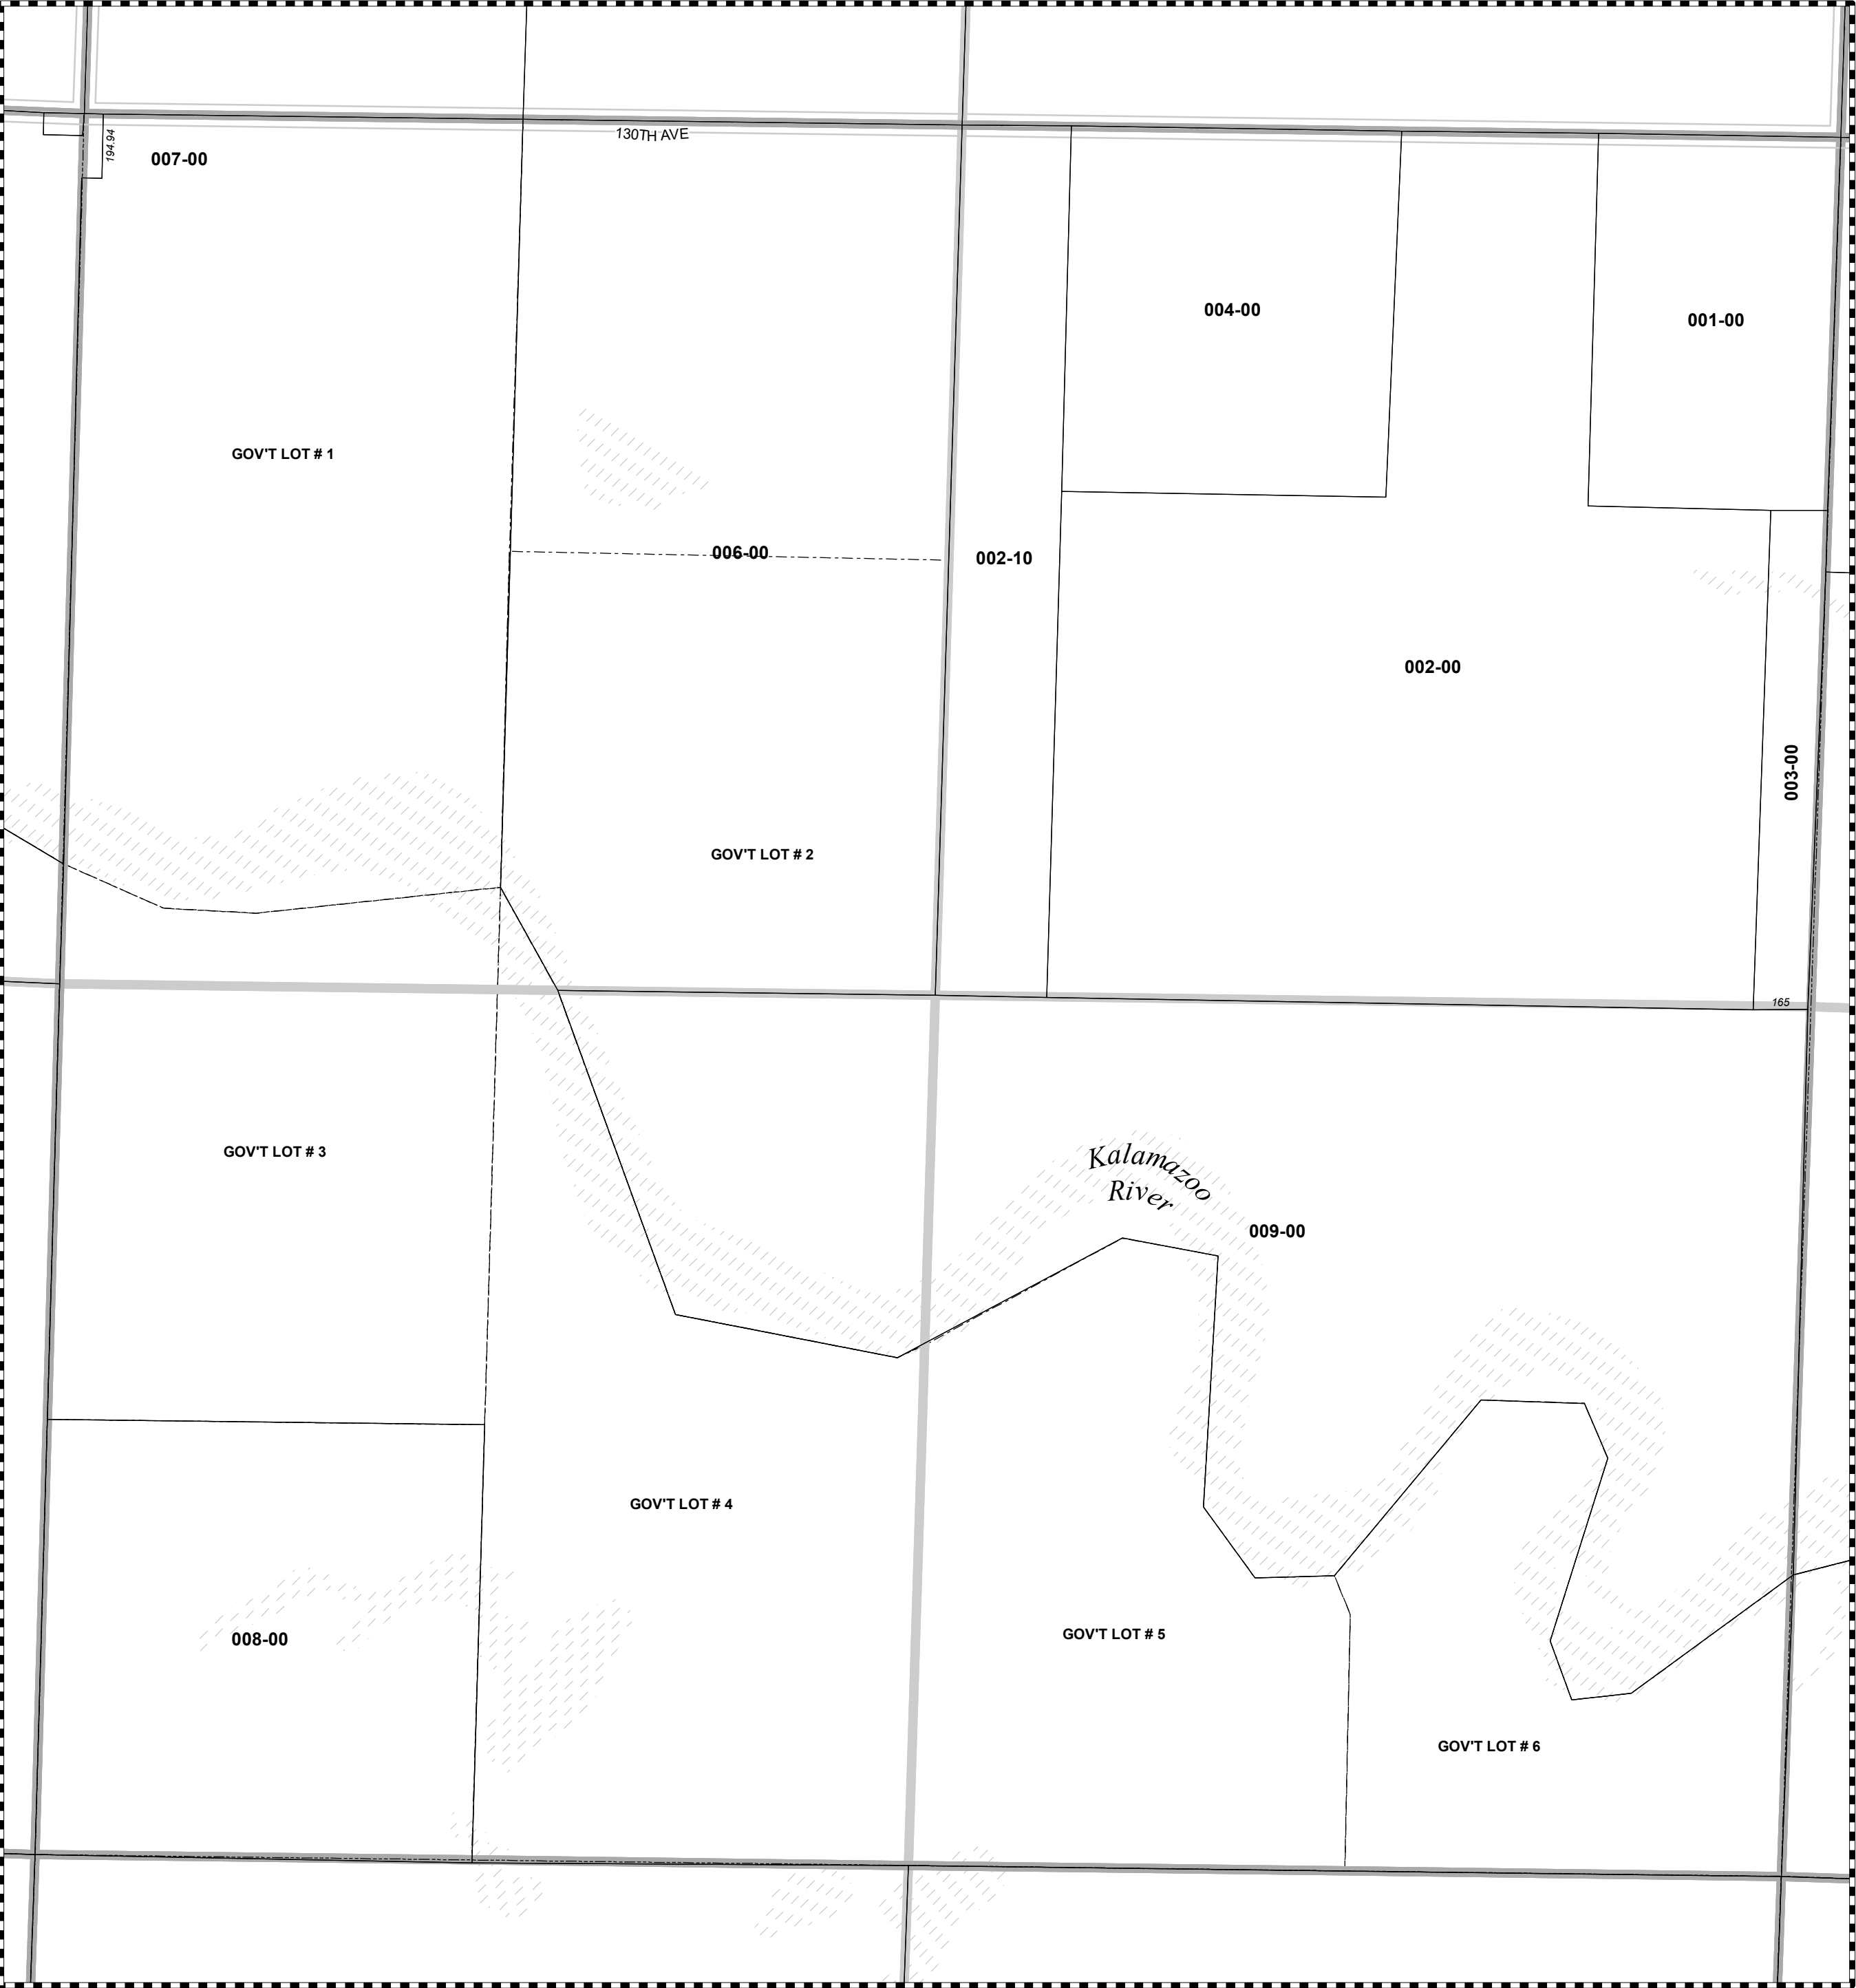 130TH AVE
194.94
007-00
004-00
001-00
GOV'T LOT # 1
006-00
002-10
002-00
003-00
GOV'T LOT # 2
165
GOV'T LOT # 3
Kalamazoo
River
009-00
GOV'T LOT # 4
GOV'T LOT # 5
008-00
GOV'T LOT # 6